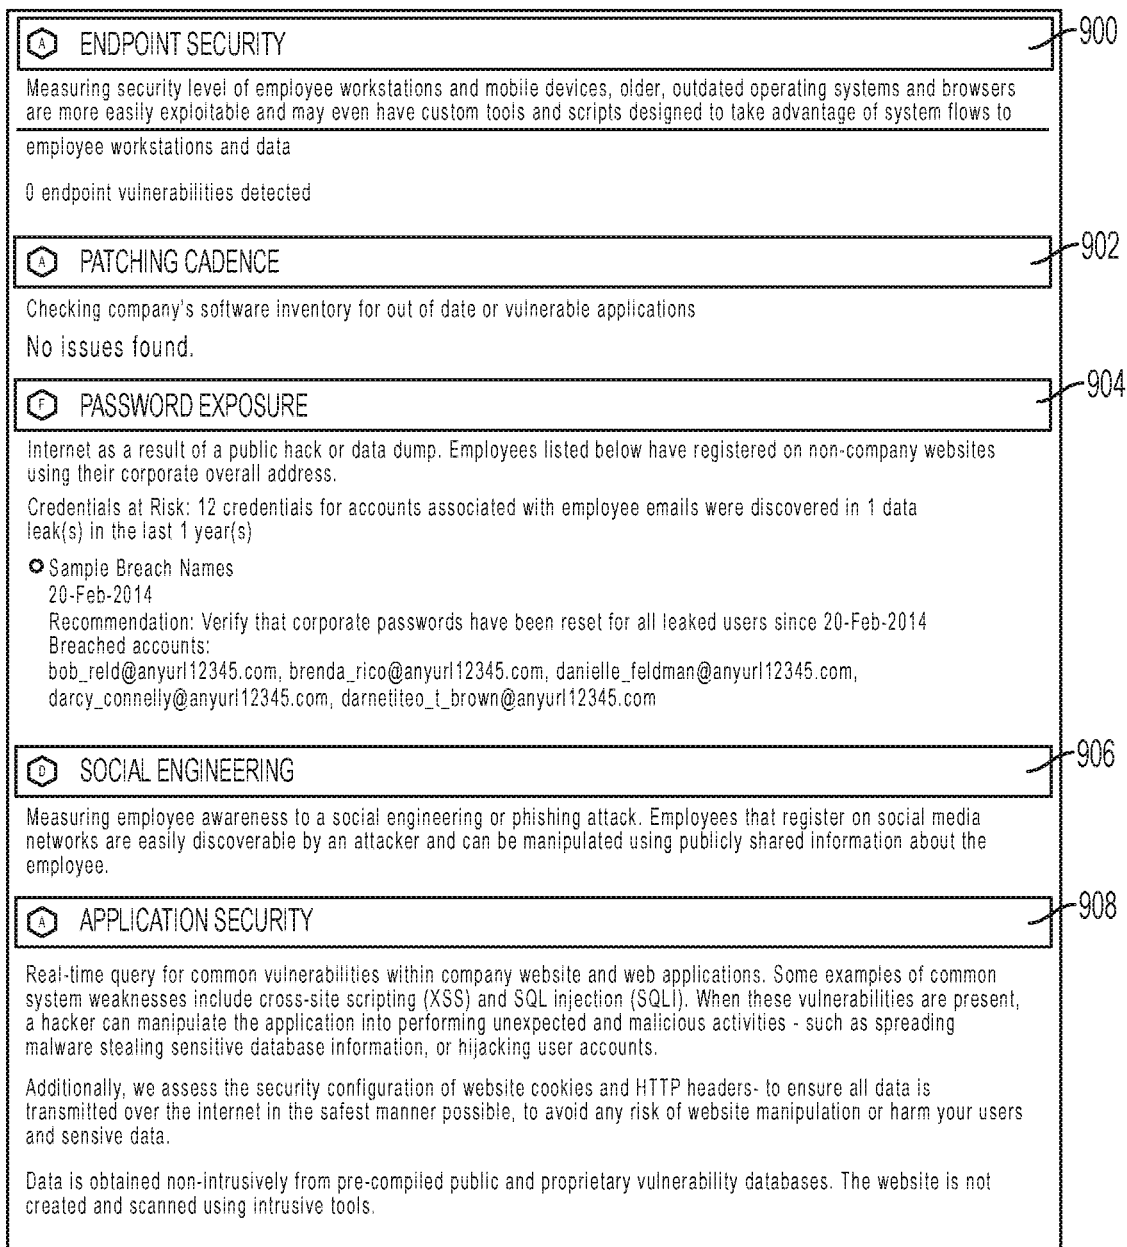 A ENDPOINT SECURITY 900
Measuring security level of employee workstations and mobile devices, older, outdated operating systems and browsers
are more easily exploitable and may even have custom tools and scripts designed to take advantage of system flows to
employee workstations and data
0 endpoint vulnerabilities detected
A PATCHING CADENCE 902
Checking company's software inventory for out of date or vulnerable applications
No issues found.
F PASSWORD EXPOSURE 904
Internet as a result of a public hack or data dump. Employees listed below have registered on non-company websites
using their corporate overall address.
Credentials at Risk: 12 credentials for accounts associated with employee emails were discovered in 1 data
leak(s) in the last 1 year(s)
Sample Breach Names
20-Feb-2014
Recommendation: Verify that corporate passwords have been reset for all leaked users since 20-Feb-2014
Breached accounts:
bob_reld@anyurl12345.com, brenda_rico@anyurl12345.com, danielle_feldman@anyurl12345.com,
darcy_connelly@anyurl12345.com, darnetiteo_t_brown@anyurl12345.com
D SOCIAL ENGINEERING 906
Measuring employee awareness to a social engineering or phishing attack. Employees that register on social media
networks are easily discoverable by an attacker and can be manipulated using publicly shared information about the
employee.
A APPLICATION SECURITY 908
Real-time query for common vulnerabilities within company website and web applications. Some examples of common
system weaknesses include cross-site scripting (XSS) and SQL injection (SQLI). When these vulnerabilities are present,
a hacker can manipulate the application into performing unexpected and malicious activities - such as spreading
malware stealing sensitive database information, or hijacking user accounts.
Additionally, we assess the security configuration of website cookies and HTTP headers- to ensure all data is
transmitted over the internet in the safest manner possible, to avoid any risk of website manipulation or harm your users
and sensive data.
Data is obtained non-intrusively from pre-compiled public and proprietary vulnerability databases. The website is not
created and scanned using intrusive tools.